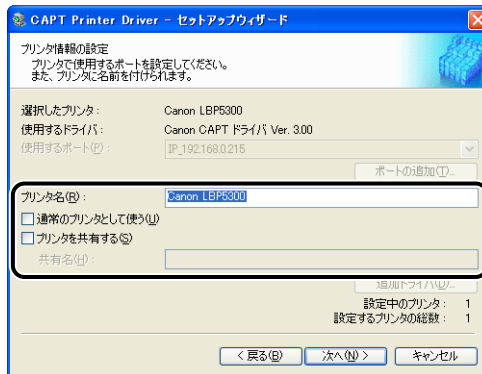 CAPT Printer Driver - セットアップウィザード
プリンタ情報の設定
プリンタで使用するポートを設定してください。
また、プリンタに名前を付けられます。
選択したプリンタ: Canon LBP5300
使用するドライバ: Canon CAPT ドライバ Ver. 3.00
使用するポート(P): IP_192.168.0.215
ポートの追加(T)...
プリンタ名(R): Canon LBP5300
通常のプリンタとして使う(U)
プリンタを共有する(S)
共有名(H):
追加ドライバ(D)...
設定中のプリンタ: 1
設定するプリンタの総数: 1
< 戻る(B) 次へ(N) > キャンセル